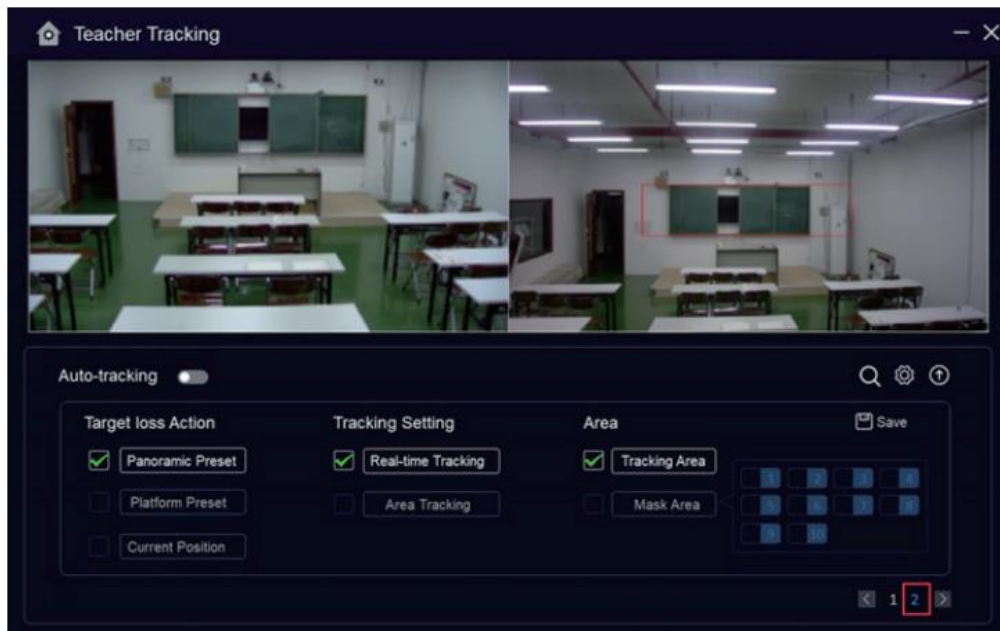 Teacher Tracking
Auto-tracking
Target loss Action
Tracking Setting
Area
Save
Panoramic Preset
Real-time Tracking
Tracking Area
Platform Preset
Area Tracking
Mask Area
1 2 3 4
5 6 7 8
9 10
Current Position
1 2